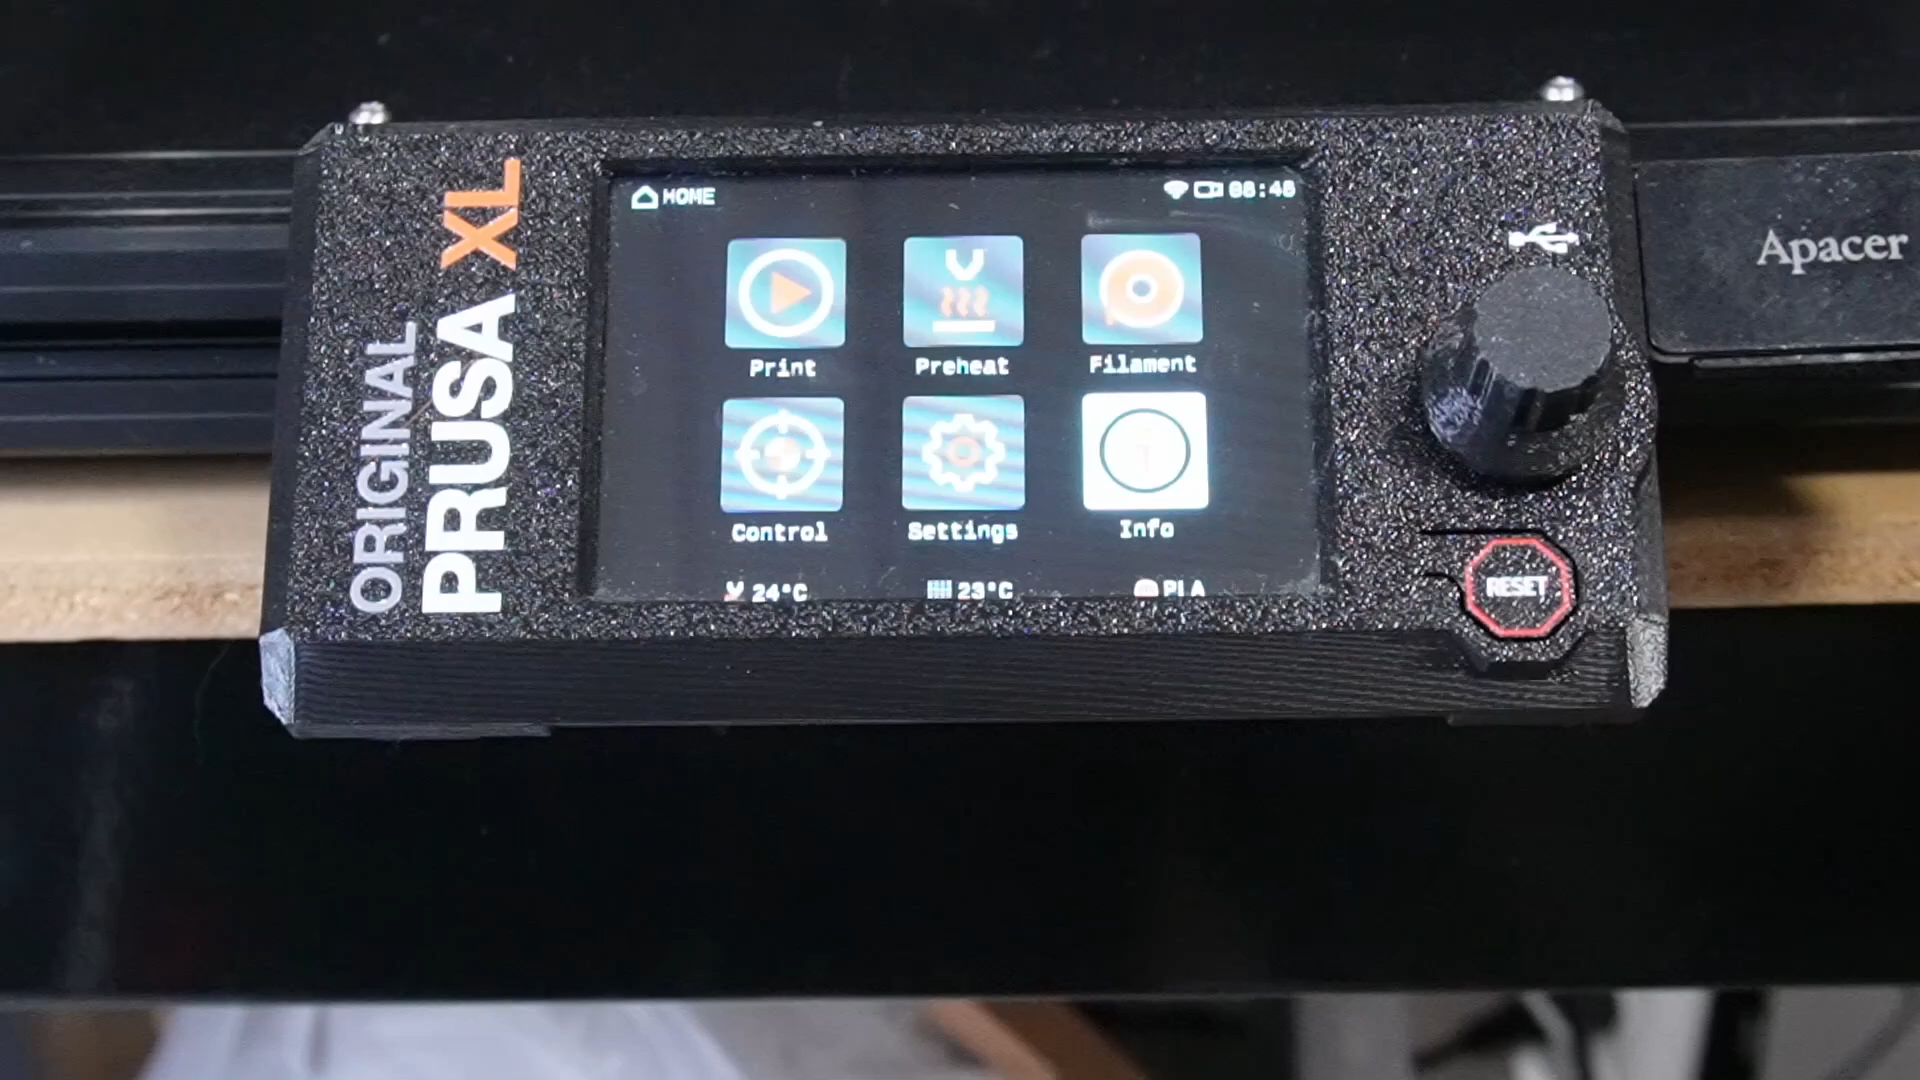 ORIGINAL
PRUSA XL
HOME
08:48
Print
Preheat
Filament
Control
Settings
Info
24°C
23°C
PLA
RESET
Apacer